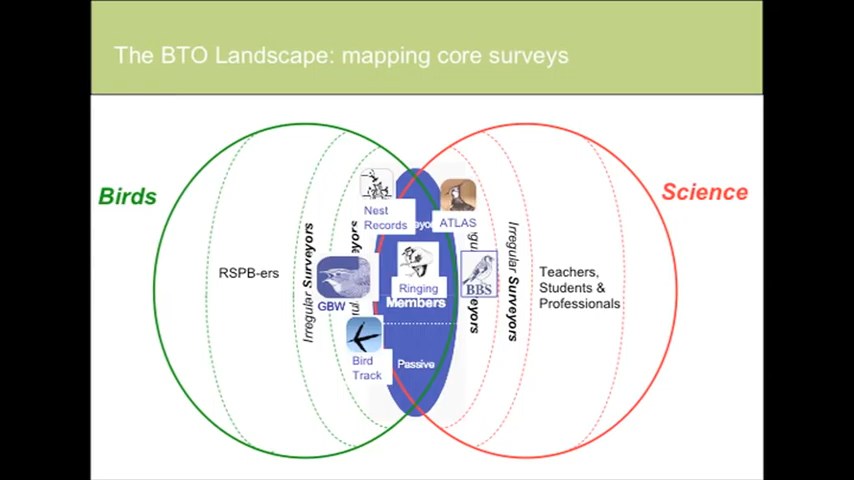 The BTO Landscape: mapping core surveys
Birds
Science
Nest
Records
ATLAS
RSPB-ers
Irregular Surveyors
Irregular Surveyors
Teachers,
Students &
Professionals
GBW
Ringing
BBS
Members
Bird
Track
Passive